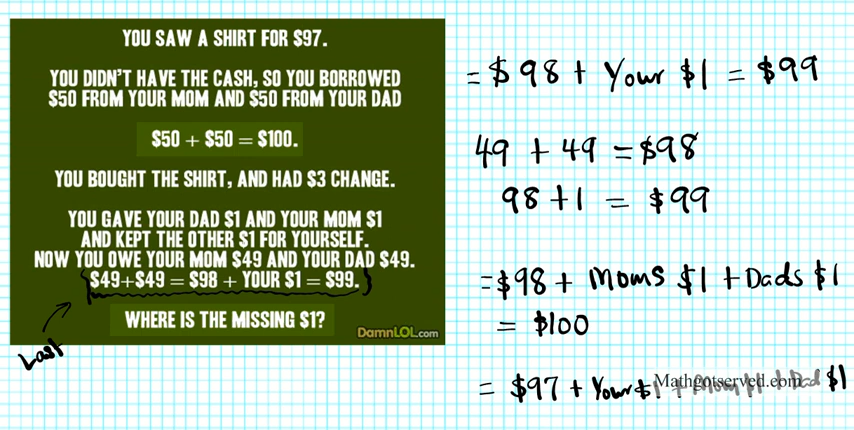 YOU SAW A SHIRT FOR $97.
YOU DIDN'T HAVE THE CASH, SO YOU BORROWED
$50 FROM YOUR MOM AND $50 FROM YOUR DAD
$50 + $50 = $100.
YOU BOUGHT THE SHIRT, AND HAD $3 CHANGE.
YOU GAVE YOUR DAD $1 AND YOUR MOM $1
AND KEPT THE OTHER $1 FOR YOURSELF.
NOW YOU OWE YOUR MOM $49 AND YOUR DAD $49.
$49+$49 = $98 + YOUR $1 = $99.
WHERE IS THE MISSING $1?
DamnLOL.com
Last
= $98 + Your $1 = $99
49 + 49 = $98
98 + 1 = $99
= $98 + Moms $1 + Dads $1
= $100
= $97 + Your $1 + Mom $1 + Dad $1
Mathgotserved.com